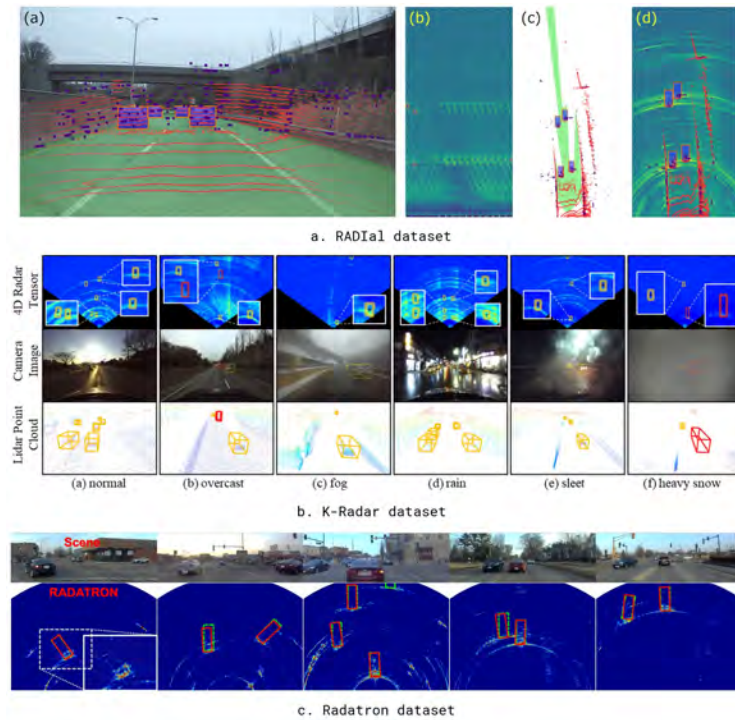 (a) (b) (c) (d)
a. RADIal dataset
4D Radar
Tensor
Camera
Image
Lidar Point
Cloud
(a) normal (b) overcast (c) fog (d) rain (e) sleet (f) heavy snow
b. K-Radar dataset
Scene
RADATRON
c. Radatron dataset